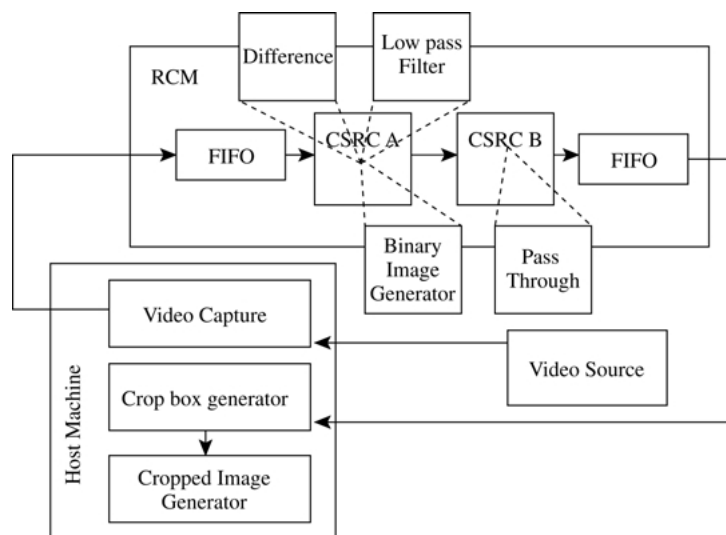 Difference
Low pass
Filter
RCM
FIFO
CSRC A
CSRC B
FIFO
Binary
Image
Generator
Pass
Through
Video Capture
Video Source
Crop box generator
Host Machine
Cropped Image
Generator